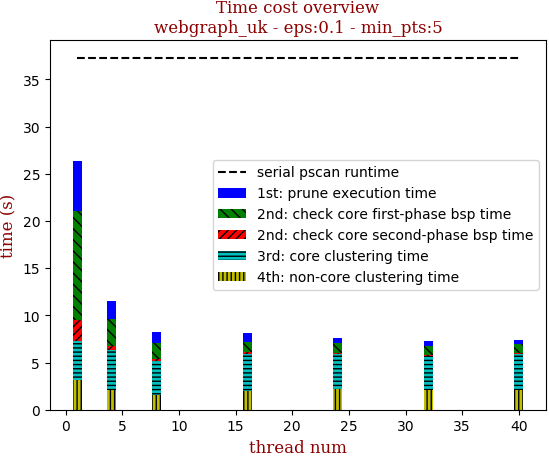 Time cost overview
webgraph_uk - eps:0.1 - min_pts:5
time (s)
35
30
25
20
15
10
5
0
serial pscan runtime
1st: prune execution time
2nd: check core first-phase bsp time
2nd: check core second-phase bsp time
3rd: core clustering time
4th: non-core clustering time
0 5 10 15 20 25 30 35 40
thread num